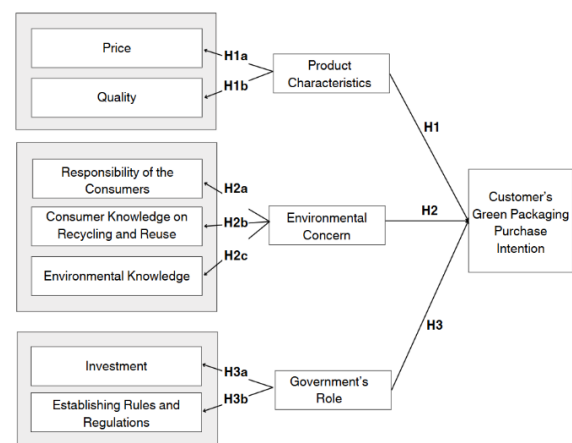 Price
Quality
H1a
H1b
Product
Characteristics
H1
Responsibility of the
Consumers
Consumer Knowledge on
Recycling and Reuse
Environmental Knowledge
H2a
H2b
H2c
Environmental
Concern
H2
Customer's
Green Packaging
Purchase
Intention
Investment
Establishing Rules and
Regulations
H3a
H3b
Government's
Role
H3